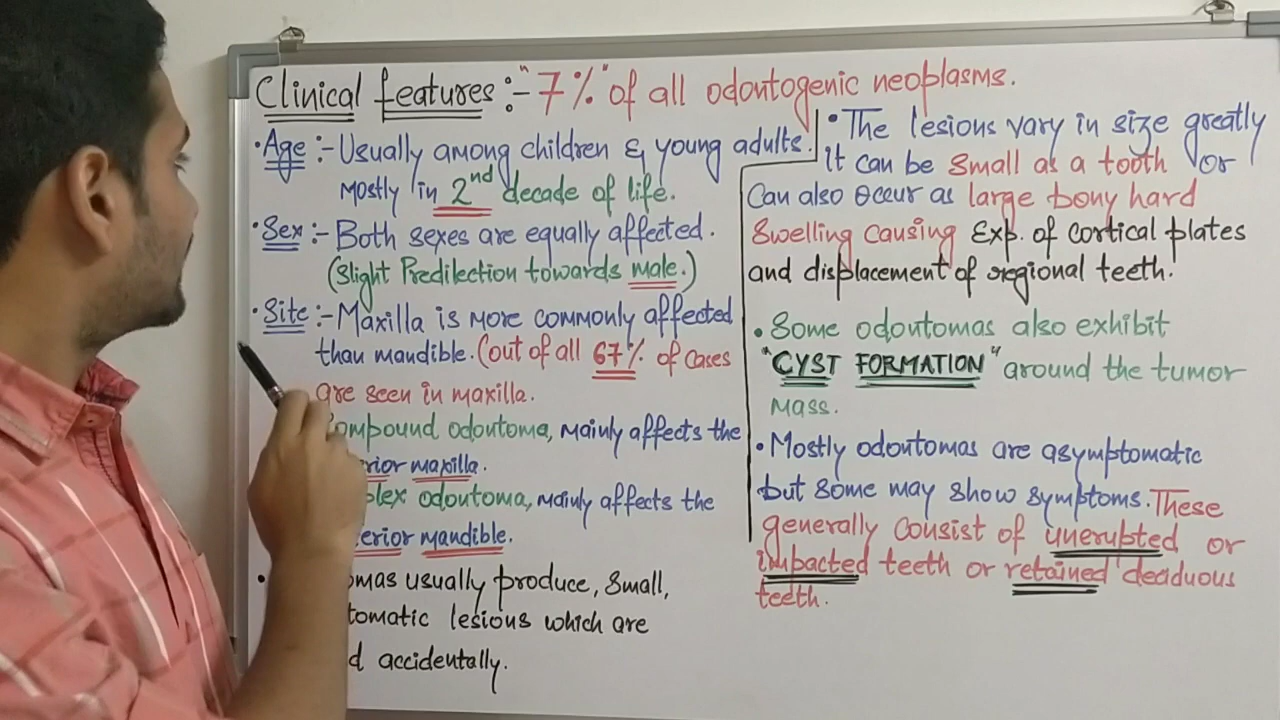 Clinical features :- "7%" of all odontogenic neoplasms.
• Age :- Usually among children & young adults.
mostly in 2nd decade of life.
• Sex :- Both sexes are equally affected.
(Slight Predilection towards male.)
• Site :- Maxilla is more commonly affected
than mandible. (out of all 67% of cases
are seen in maxilla.
ompound odontoma, mainly affects the
rior maxilla.
plex odontoma, mainly affects the
erior mandible.
• omas usually produce, small,
tomatic lesions which are
d accidentally.
• The lesions vary in size greatly
it can be small as a tooth or
can also occur as large bony hard
swelling causing Exp. of cortical plates
and displacement of regional teeth.
• Some odontomas also exhibit
"CYST FORMATION" around the tumor
mass.
• Mostly odontomas are asymptomatic
but some may show symptoms. These
generally consist of unerupted or
impacted teeth or retained deciduous
teeth.